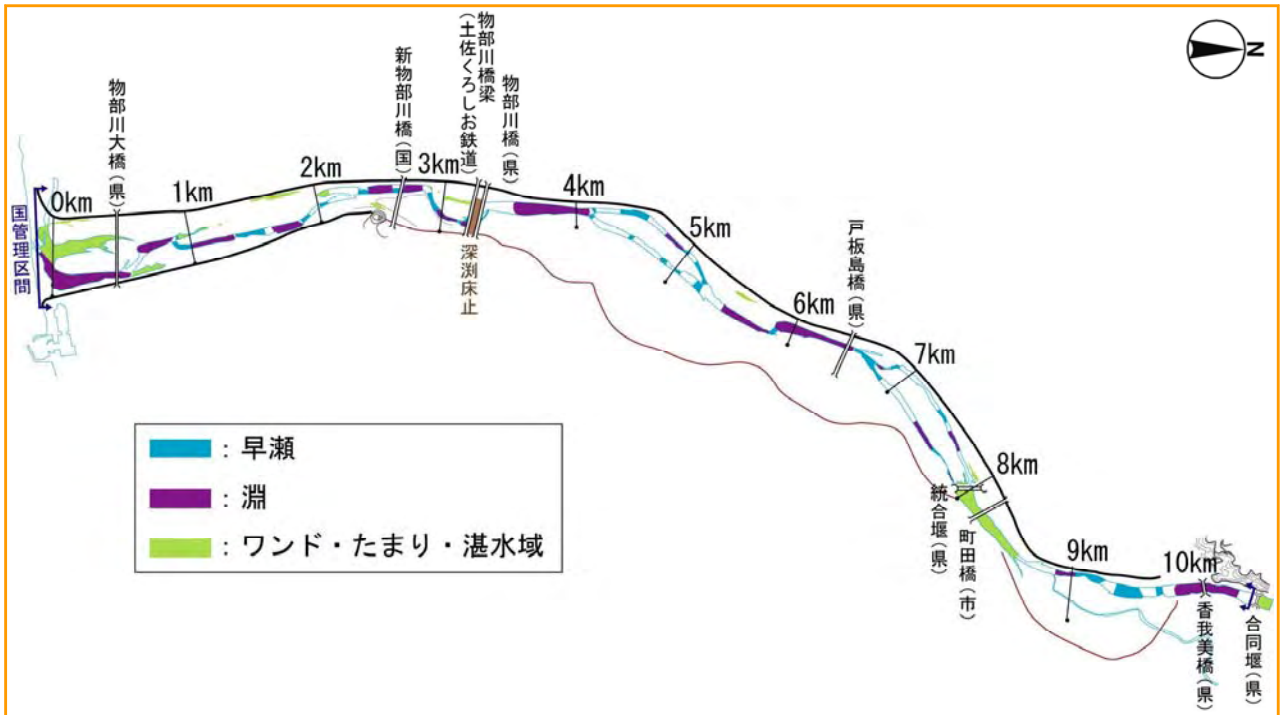 N
物部川大橋(県)
新物部川橋(国)
(土佐くろしお鉄道)
物部川橋梁
物部川橋(県)
国管理区間
0km
1km
2km
3km
4km
深渕床止
5km
6km
戸板島橋(県)
7km
8km
統合堰(県)
町田橋(市)
9km
10km
香我美橋(県)
合同堰(県)
:早瀬
:淵
:ワンド・たまり・湛水域